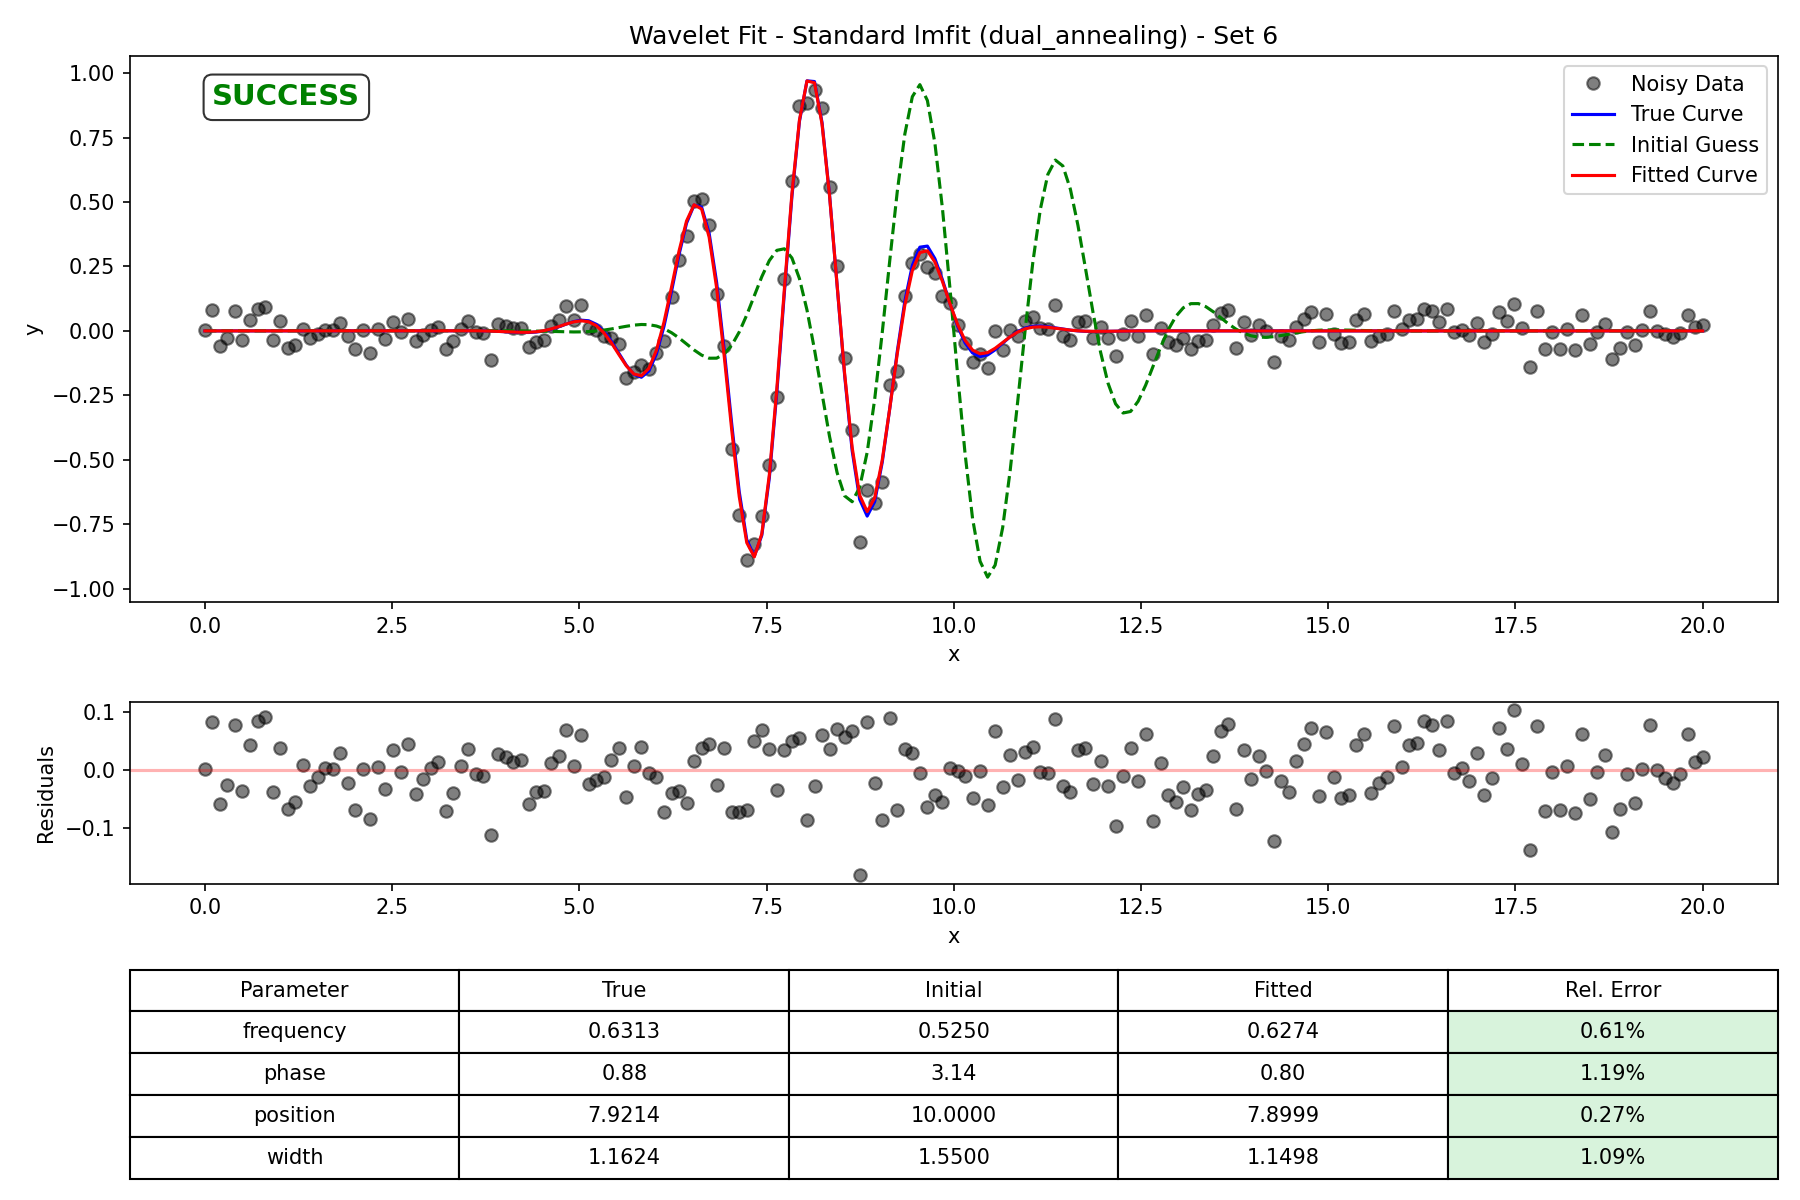 Wavelet Fit - Standard lmfit (dual_annealing) - Set 6
SUCCESS
Noisy Data
True Curve
Initial Guess
Fitted Curve
1.00
0.75
0.50
0.25
0.00
−0.25
−0.50
−0.75
−1.00
y
0.0 2.5 5.0 7.5 10.0 12.5 15.0 17.5 20.0
x
0.1
0.0
−0.1
Residuals
0.0 2.5 5.0 7.5 10.0 12.5 15.0 17.5 20.0
x
Parameter True Initial Fitted Rel. Error
frequency 0.6313 0.5250 0.6274 0.61%
phase 0.88 3.14 0.80 1.19%
position 7.9214 10.0000 7.8999 0.27%
width 1.1624 1.5500 1.1498 1.09%